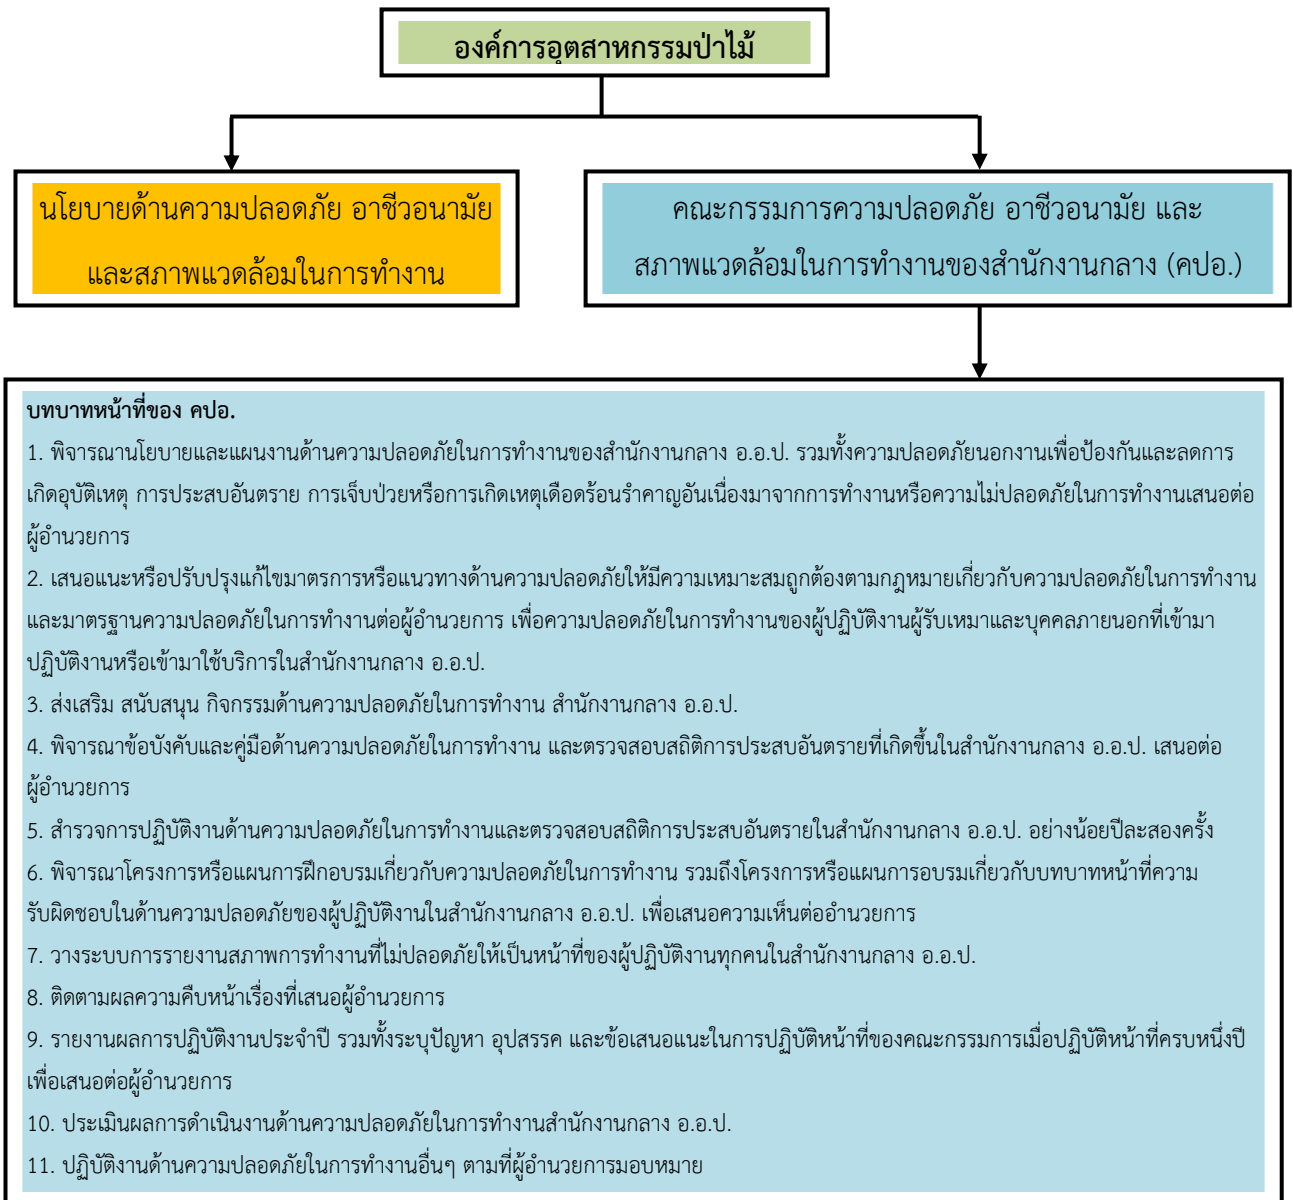 องค์การอุตสาหกรรมป่าไม้
นโยบายด้านความปลอดภัย อาชีวอนามัย
และสภาพแวดล้อมในการทำงาน
คณะกรรมการความปลอดภัย อาชีวอนามัย และ
สภาพแวดล้อมในการทำงานของสำนักงานกลาง (คปอ.)
บทบาทหน้าที่ของ คปอ.
1. พิจารณานโยบายและแผนงานด้านความปลอดภัยในการทำงานของสำนักงานกลาง อ.อ.ป. รวมทั้งความปลอดภัยนอกงานเพื่อป้องกันและลดการ
เกิดอุบัติเหตุ การประสบอันตราย การเจ็บป่วยหรือการเกิดเหตุเดือดร้อนรำคาญอันเนื่องมาจากการทำงานหรือความไม่ปลอดภัยในการทำงานเสนอต่อ
ผู้อำนวยการ
2. เสนอแนะหรือปรับปรุงแก้ไขมาตรการหรือแนวทางด้านความปลอดภัยให้มีความเหมาะสมถูกต้องตามกฎหมายเกี่ยวกับความปลอดภัยในการทำงาน
และมาตรฐานความปลอดภัยในการทำงานต่อผู้อำนวยการ เพื่อความปลอดภัยในการทำงานของผู้ปฏิบัติงานผู้รับเหมาและบุคคลภายนอกที่เข้ามา
ปฏิบัติงานหรือเข้ามาใช้บริการในสำนักงานกลาง อ.อ.ป.
3. ส่งเสริม สนับสนุน กิจกรรมด้านความปลอดภัยในการทำงาน สำนักงานกลาง อ.อ.ป.
4. พิจารณาข้อบังคับและคู่มือด้านความปลอดภัยในการทำงาน และตรวจสอบสถิติการประสบอันตรายที่เกิดขึ้นในสำนักงานกลาง อ.อ.ป. เสนอต่อ
ผู้อำนวยการ
5. สำรวจการปฏิบัติงานด้านความปลอดภัยในการทำงานและตรวจสอบสถิติการประสบอันตรายในสำนักงานกลาง อ.อ.ป. อย่างน้อยปีละสองครั้ง
6. พิจารณาโครงการหรือแผนการฝึกอบรมเกี่ยวกับความปลอดภัยในการทำงาน รวมถึงโครงการหรือแผนการอบรมเกี่ยวกับบทบาทหน้าที่ความ
รับผิดชอบในด้านความปลอดภัยของผู้ปฏิบัติงานในสำนักงานกลาง อ.อ.ป. เพื่อเสนอความเห็นต่ออำนวยการ
7. วางระบบการรายงานสภาพการทำงานที่ไม่ปลอดภัยให้เป็นหน้าที่ของผู้ปฏิบัติงานทุกคนในสำนักงานกลาง อ.อ.ป.
8. ติดตามผลความคืบหน้าเรื่องที่เสนอผู้อำนวยการ
9. รายงานผลการปฏิบัติงานประจำปี รวมทั้งระบุปัญหา อุปสรรค และข้อเสนอแนะในการปฏิบัติหน้าที่ของคณะกรรมการเมื่อปฏิบัติหน้าที่ครบหนึ่งปี
เพื่อเสนอต่อผู้อำนวยการ
10. ประเมินผลการดำเนินงานด้านความปลอดภัยในการทำงานสำนักงานกลาง อ.อ.ป.
11. ปฏิบัติงานด้านความปลอดภัยในการทำงานอื่นๆ ตามที่ผู้อำนวยการมอบหมาย